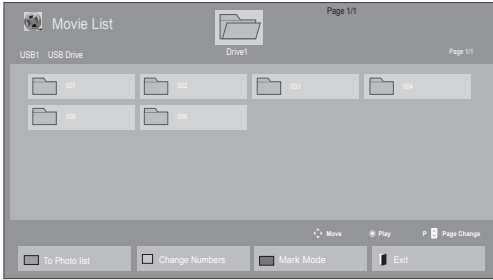 Page 1/1
Movie List
Drive1
USB1 USB Drive Page 1/1
001 002 003 004
005 006
Move Play P Page Change
To Photo list Change Numbers Mark Mode Exit